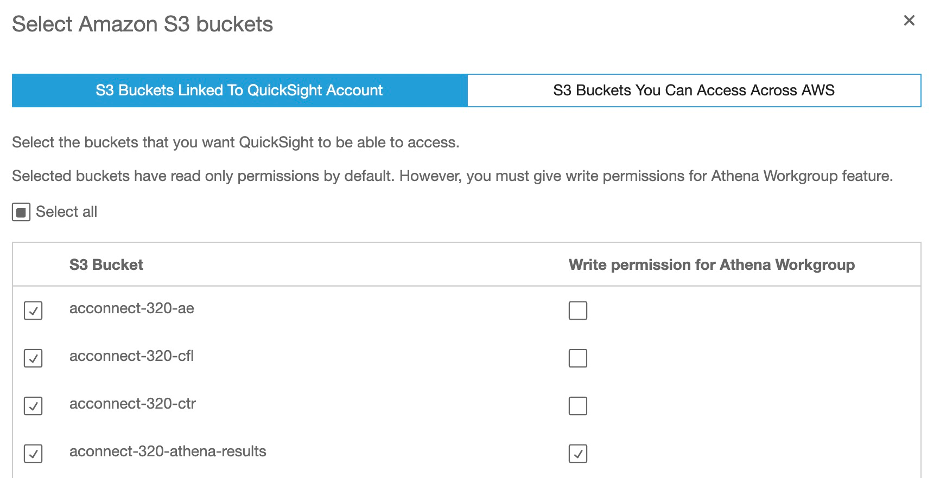 Select Amazon S3 buckets
S3 Buckets Linked To QuickSight Account
S3 Buckets You Can Access Across AWS
Select the buckets that you want QuickSight to be able to access.
Selected buckets have read only permissions by default. However, you must give write permissions for Athena Workgroup feature.
Select all
S3 Bucket
Write permission for Athena Workgroup
acconnect-320-ae
acconnect-320-cfl
acconnect-320-ctr
aconnect-320-athena-results